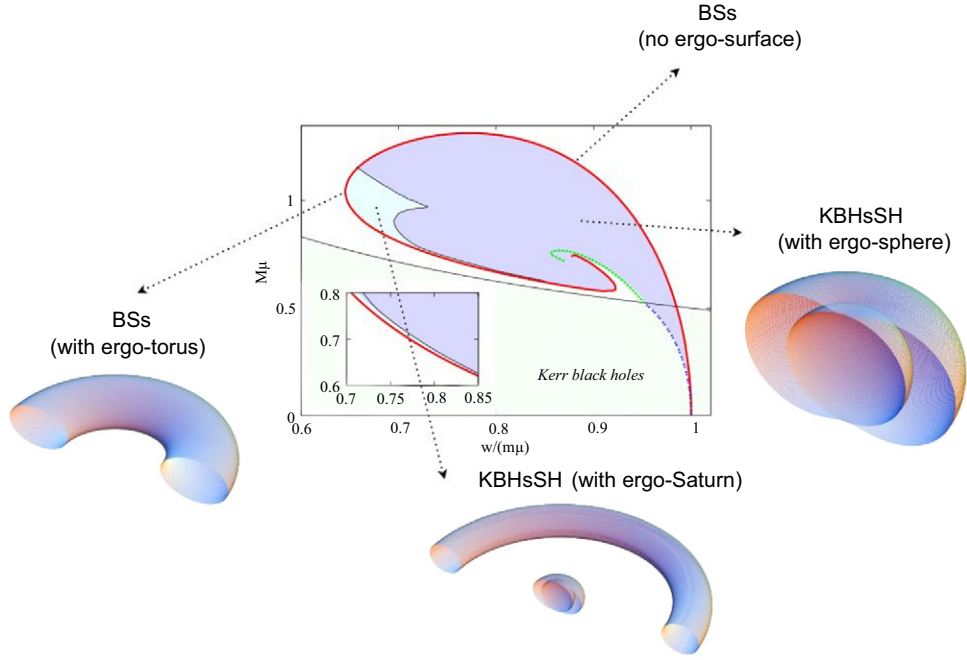 BSs
(no ergo-surface)
KBHsSH
(with ergo-sphere)
BSs
(with ergo-torus)
Mμ
1
0.5
0
0.8
0.7
0.6
0.7 0.75 0.8 0.85
Kerr black holes
0.6 0.7 0.8 0.9 1
w/(mμ)
KBHsSH (with ergo-Saturn)